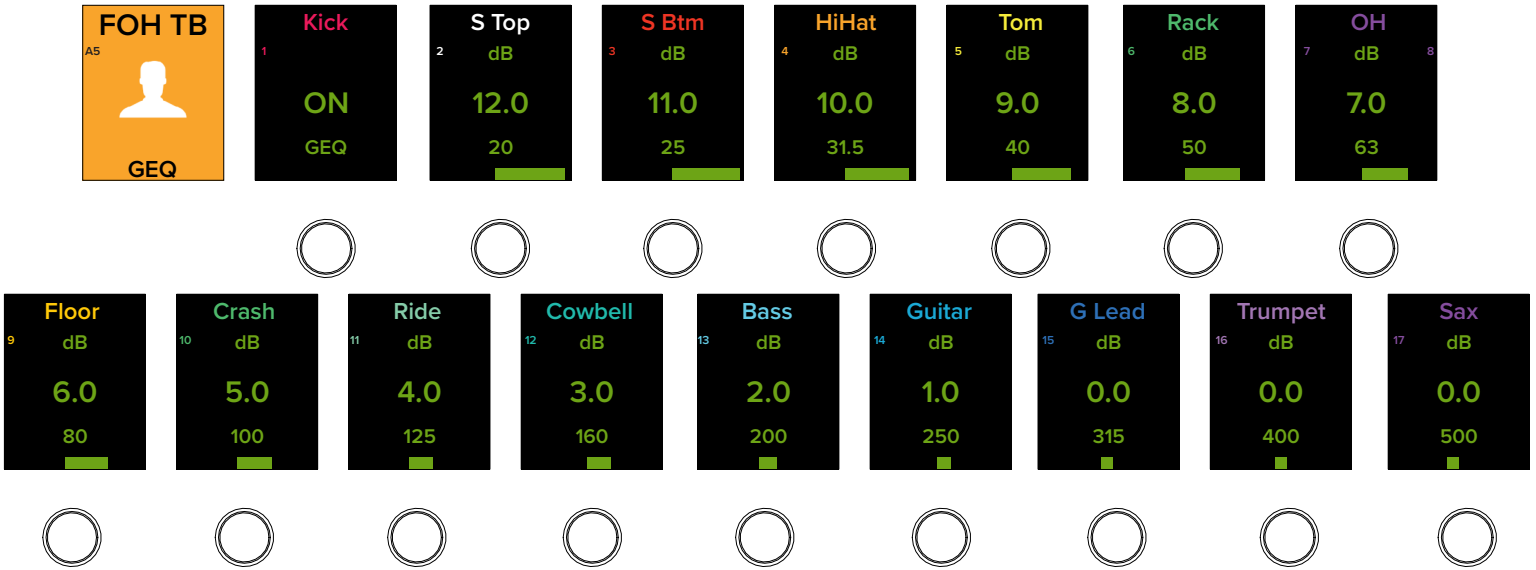 FOH TB
A5
GEQ
Kick
1
ON
GEQ
S Top
2
dB
12.0
20
S Btm
3
dB
11.0
25
HiHat
4
dB
10.0
31.5
Tom
5
dB
9.0
40
Rack
6
dB
8.0
50
OH
7
dB
8
7.0
63
Floor
9
dB
6.0
80
Crash
10
dB
5.0
100
Ride
11
dB
4.0
125
Cowbell
12
dB
3.0
160
Bass
13
dB
2.0
200
Guitar
14
dB
1.0
250
G Lead
15
dB
0.0
315
Trumpet
16
dB
0.0
400
Sax
17
dB
0.0
500